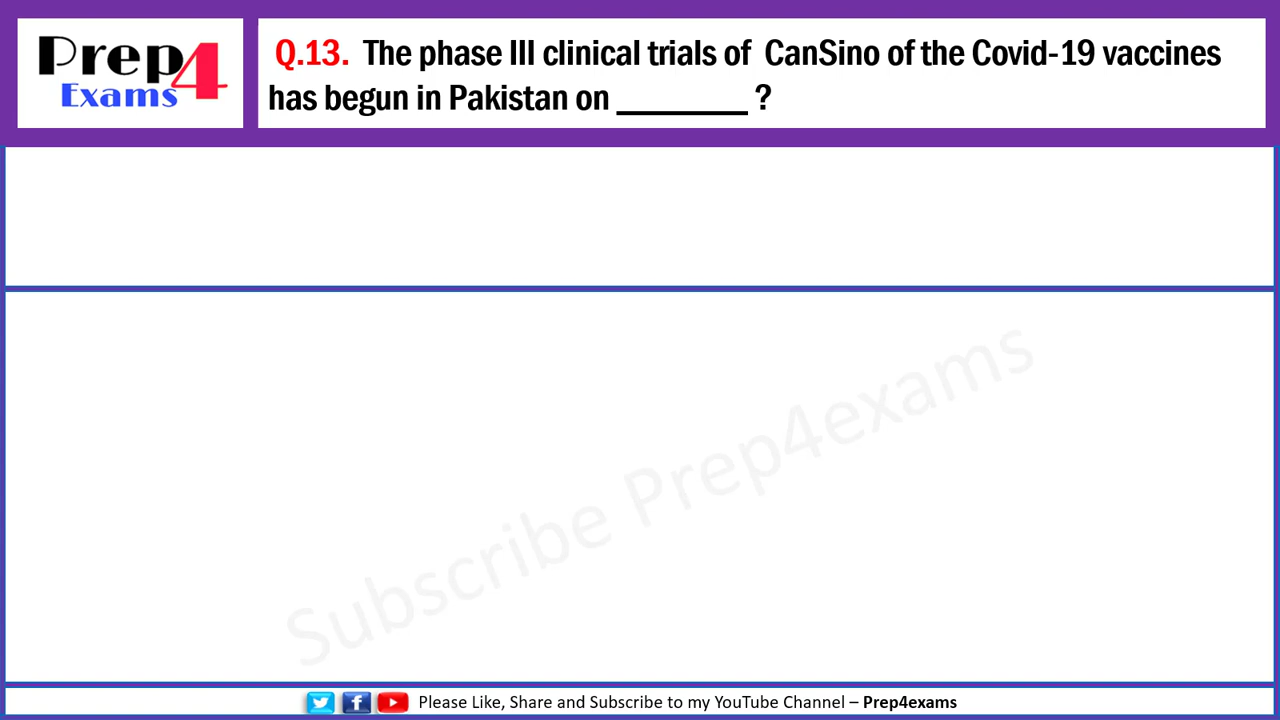 Prep4
Exams
Q.13. The phase III clinical trials of CanSino of the Covid-19 vaccines
has begun in Pakistan on ________ ?
Subscribe Prep4exams
Please Like, Share and Subscribe to my YouTube Channel – Prep4exams